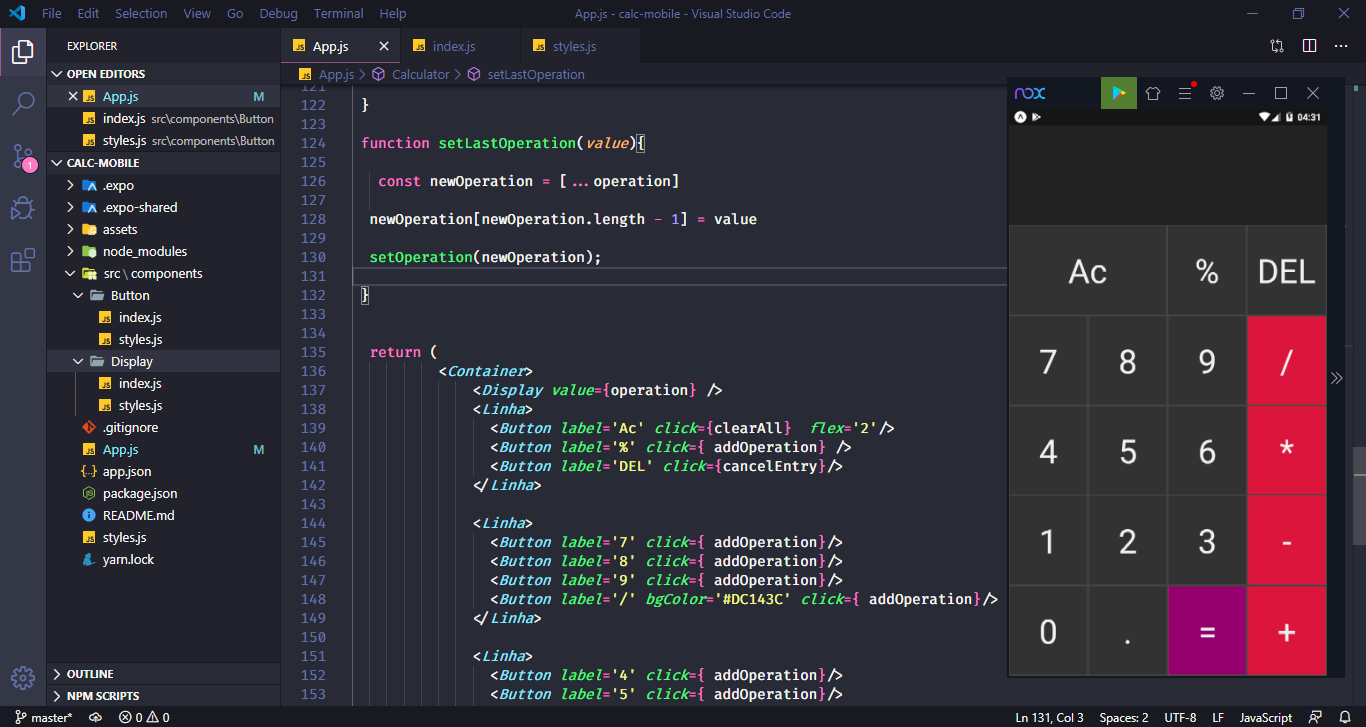 File Edit Selection View Go Debug Terminal Help App.js - calc-mobile - Visual Studio Code
EXPLORER
OPEN EDITORS
App.js M
index.js src\components\Button
styles.js src\components\Button
CALC-MOBILE
.expo
.expo-shared
assets
node_modules
src \ components
Button
index.js
styles.js
Display
index.js
styles.js
.gitignore
App.js M
app.json
package.json
README.md
styles.js
yarn.lock
OUTLINE
NPM SCRIPTS
1
App.js index.js styles.js
App.js > Calculator > setLastOperation
121
122 }
123
124 function setLastOperation(value){
125
126 const newOperation = [...operation]
127
128 newOperation[newOperation.length - 1] = value
129
130 setOperation(newOperation);
131
132 }
133
134
135 return (
136 <Container>
137 <Display value={operation} />
138 <Linha>
139 <Button label='Ac' click={clearAll} flex='2'/>
140 <Button label='%' click={ addOperation} />
141 <Button label='DEL' click={cancelEntry}/>
142 </Linha>
143
144 <Linha>
145 <Button label='7' click={ addOperation}/>
146 <Button label='8' click={ addOperation}/>
147 <Button label='9' click={ addOperation}/>
148 <Button label='/' bgColor='#DC143C' click={ addOperation}/>
149 </Linha>
150
151 <Linha>
152 <Button label='4' click={ addOperation}/>
153 <Button label='5' click={ addOperation}/>
nox
04:31
Ac % DEL
7 8 9 /
4 5 6 *
1 2 3 -
0 . = +
master* 0 0 Ln 131, Col 3 Spaces: 2 UTF-8 LF JavaScript